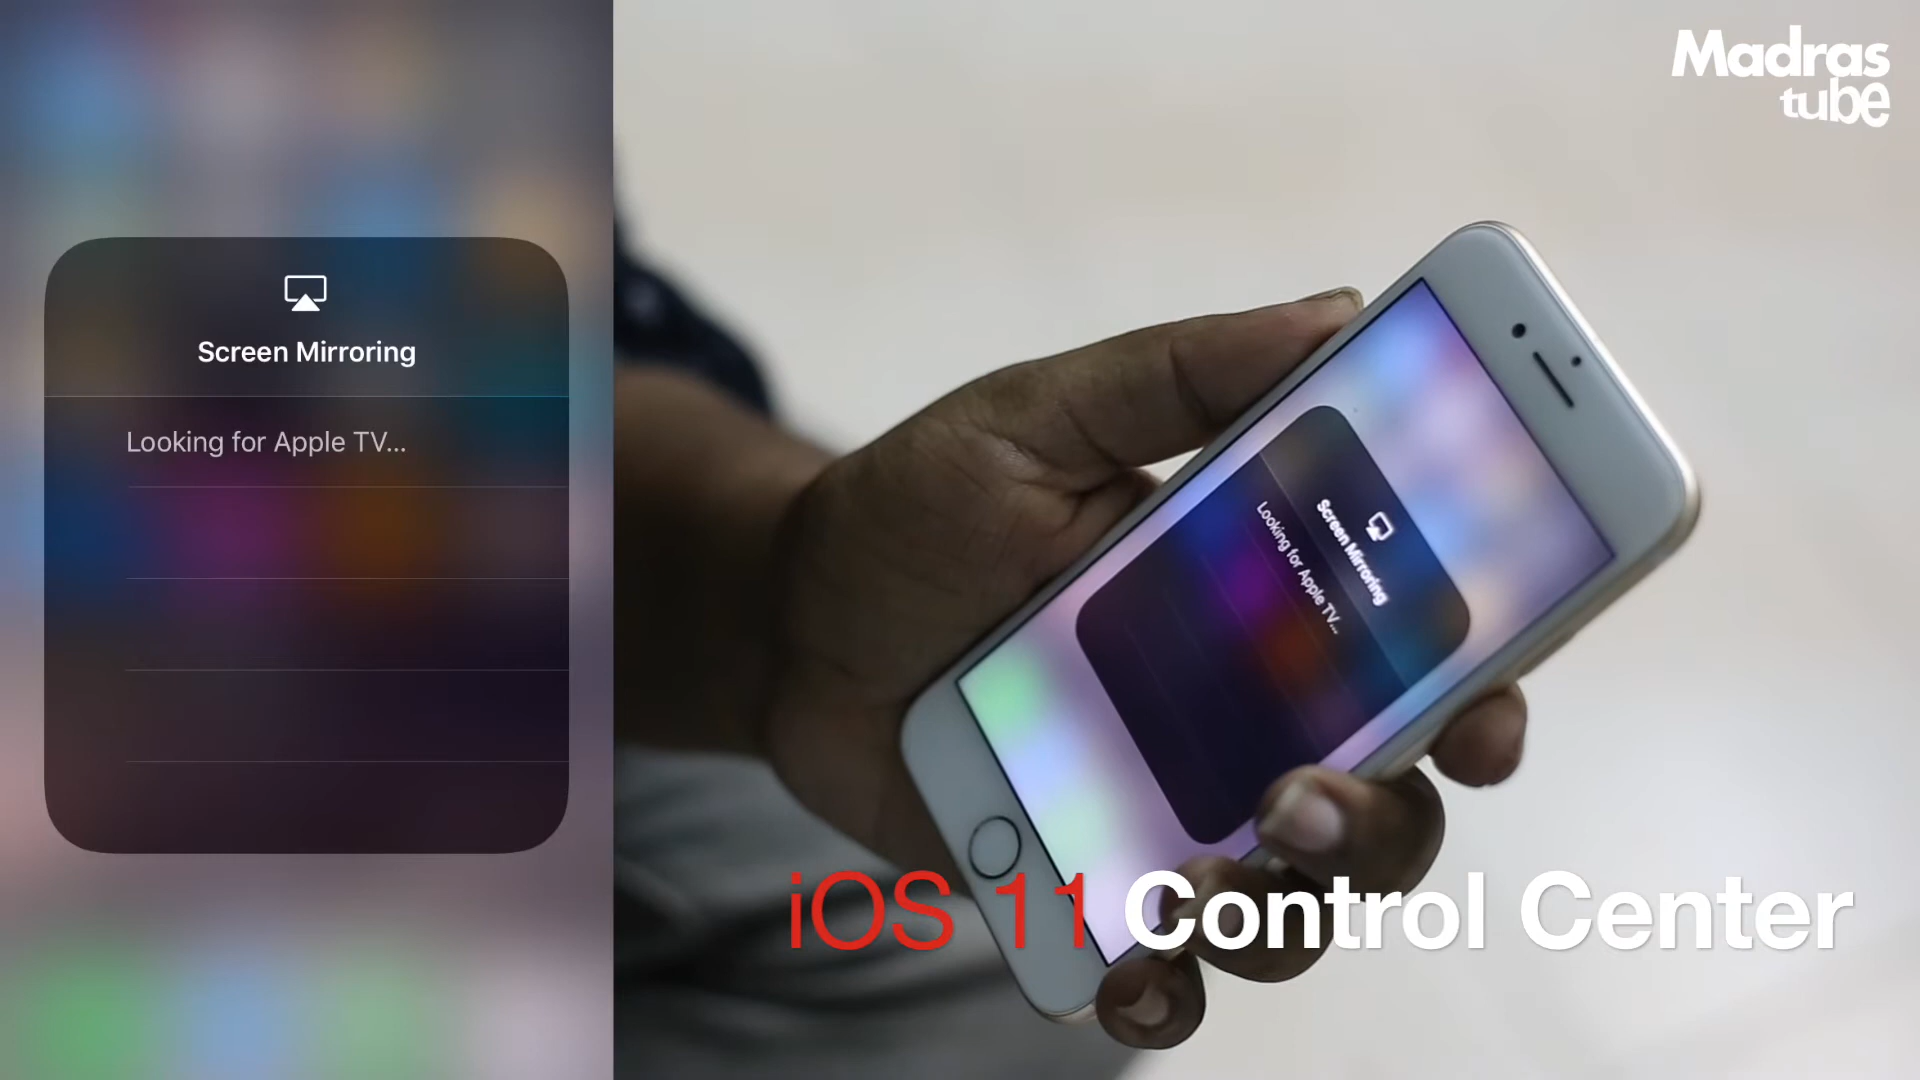 Madras
tube
Screen Mirroring
Looking for Apple TV...
Screen Mirroring
Looking for Apple TV...
iOS 11 Control Center